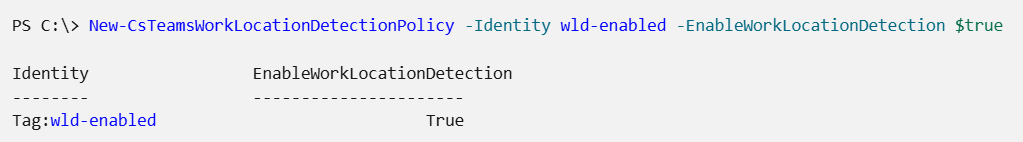 PS C:\> New-CsTeamsWorkLocationDetectionPolicy -Identity wld-enabled -EnableWorkLocationDetection $true
Identity EnableWorkLocationDetection
-------- ----------------------
Tag:wld-enabled True